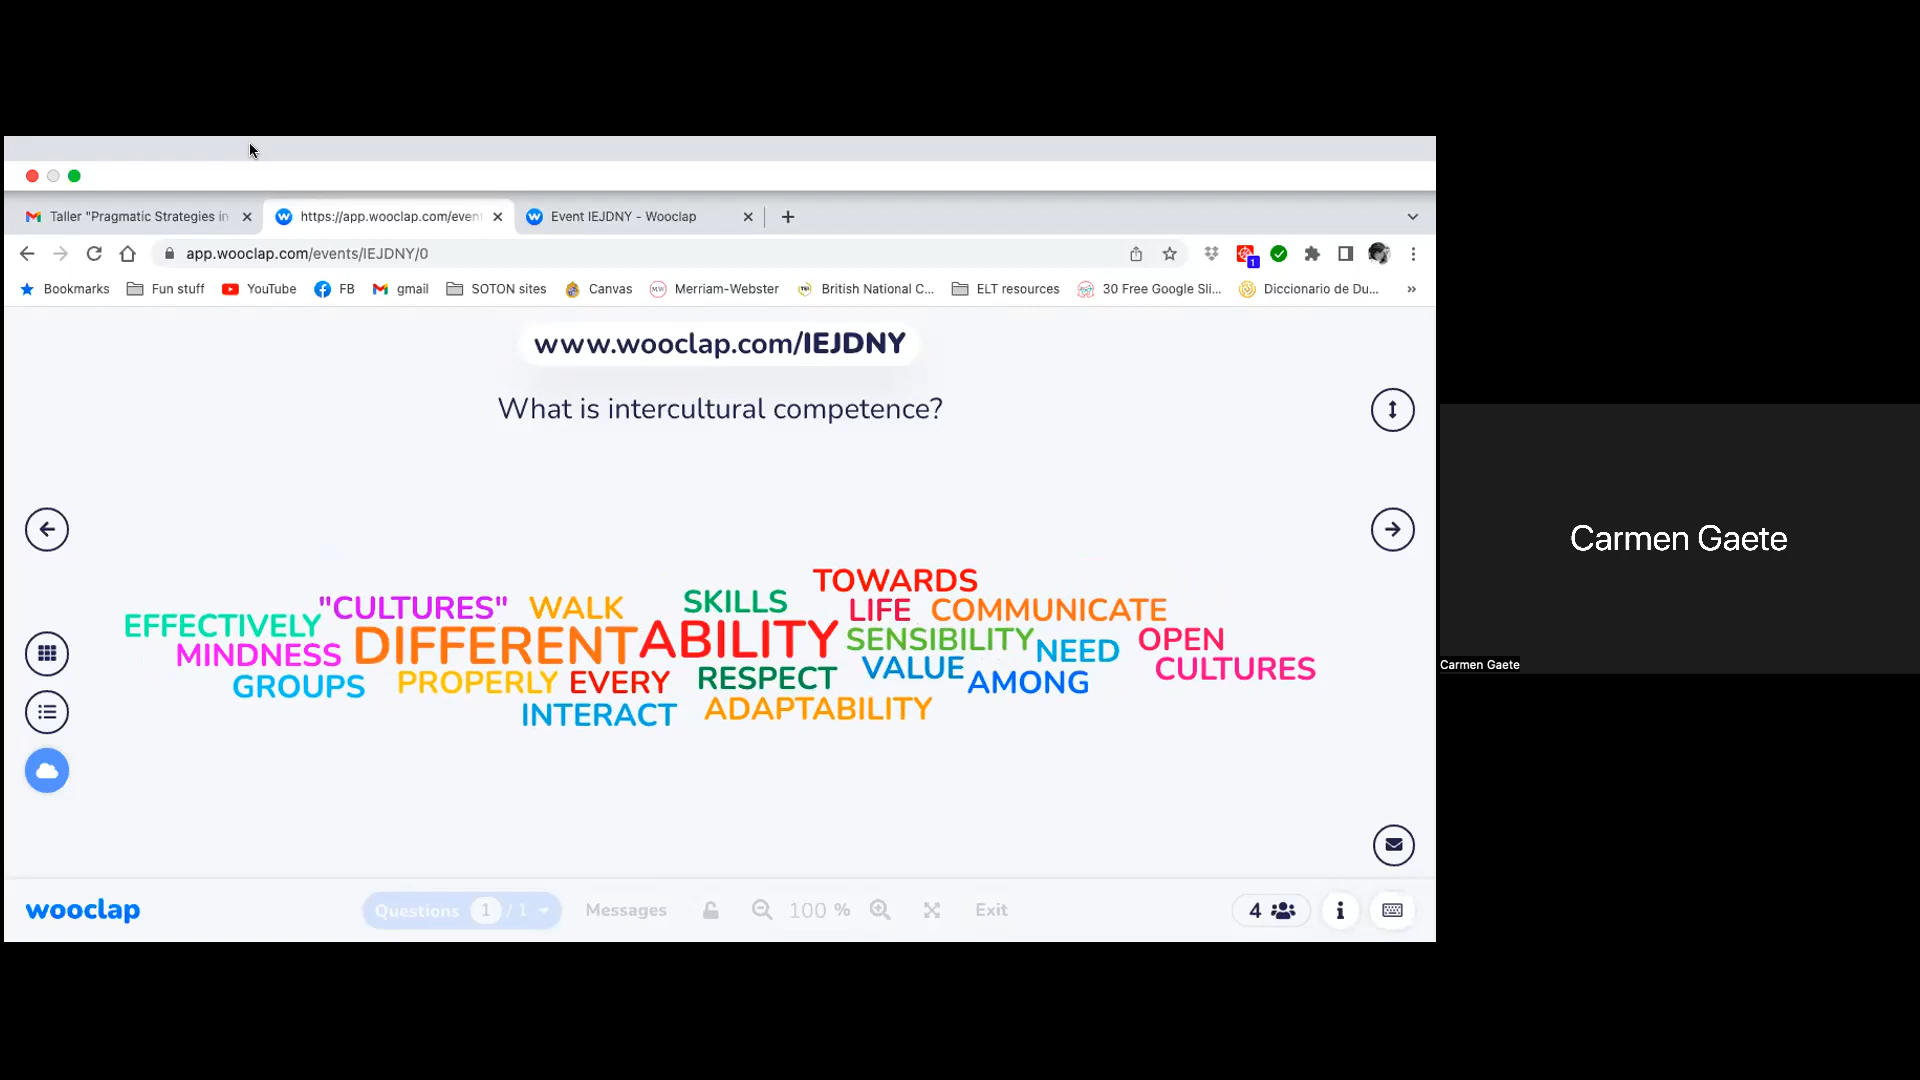 Taller "Pragmatic Strategies in
https://app.wooclap.com/even
Event IEJDNY - Wooclap
app.wooclap.com/events/IEJDNY/0
1
Bookmarks
Fun stuff
YouTube
FB
gmail
SOTON sites
Canvas
Merriam-Webster
British National C...
ELT resources
30 Free Google Sli...
Diccionario de Du...
www.wooclap.com/IEJDNY
What is intercultural competence?
TOWARDS
"CULTURES" WALK SKILLS LIFE COMMUNICATE
EFFECTIVELY DIFFERENT ABILITY SENSIBILITY NEED OPEN
MINDNESS VALUE CULTURES
GROUPS PROPERLY EVERY RESPECT AMONG
INTERACT ADAPTABILITY
Carmen Gaete
Carmen Gaete
wooclap
Questions 1 / 1
Messages
100 %
Exit
4